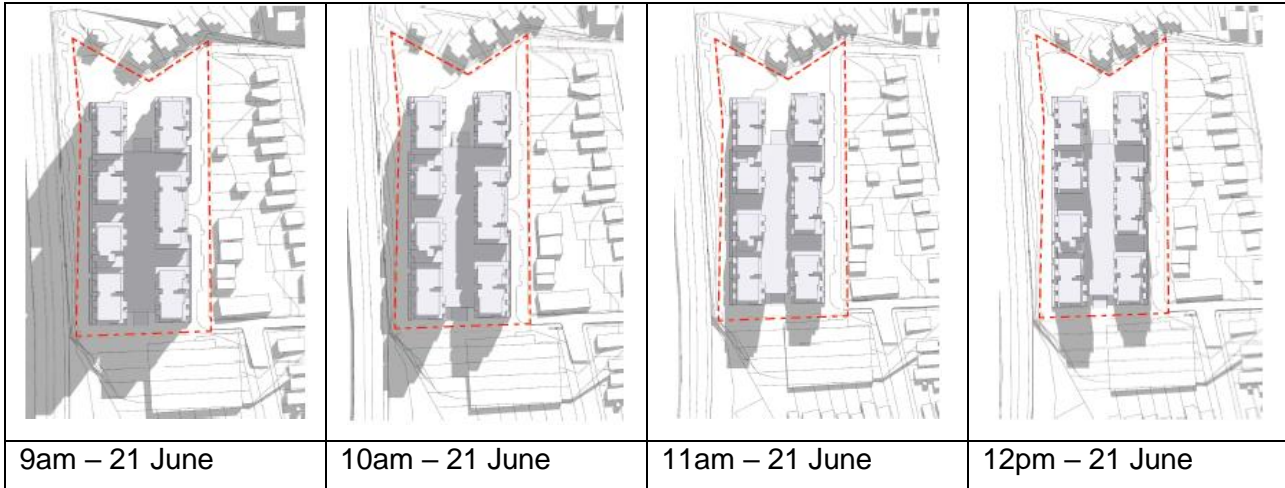 9am – 21 June
10am – 21 June
11am – 21 June
12pm – 21 June